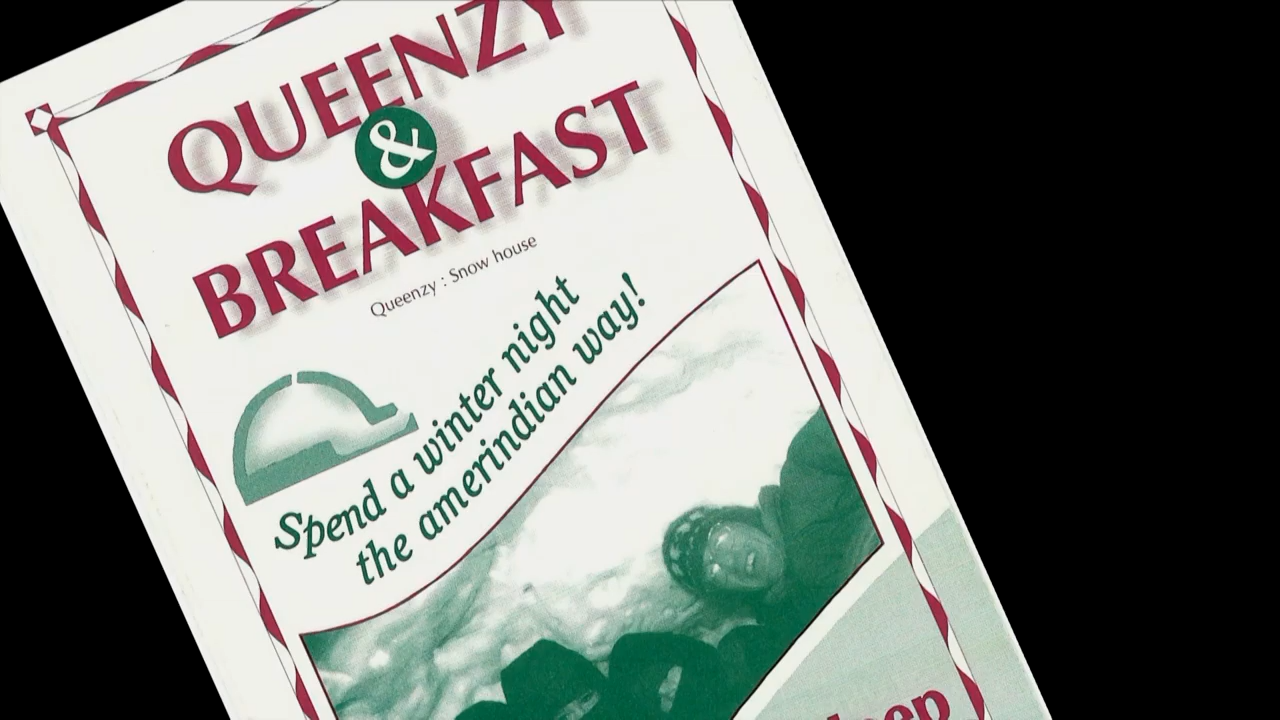 QUEENZY
&
BREAKFAST
Queenzy : Snow house
Spend a winter night
the amerindian way!